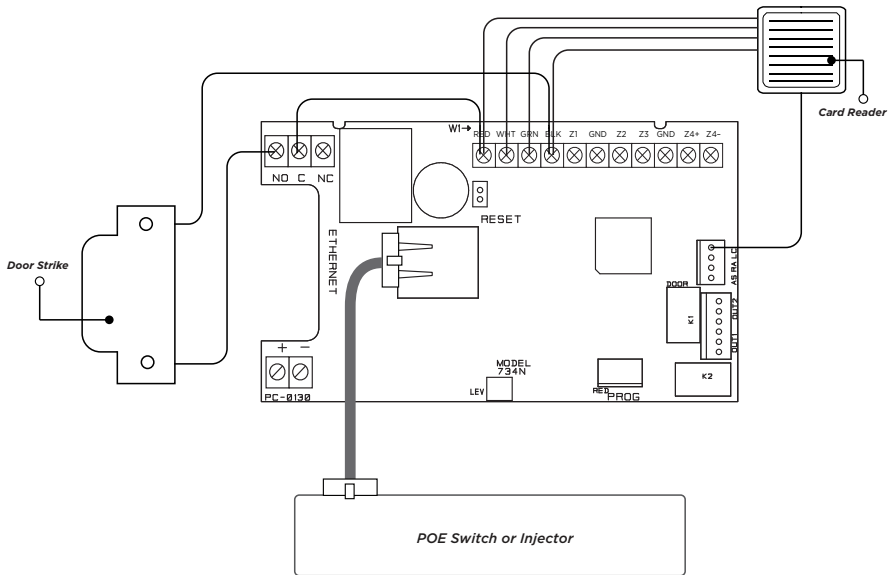 Card Reader
W1→
RED WHT GRN BLK Z1 GND Z2 Z3 GND Z4+ Z4-
NO C NC
RESET
ETHERNET
Door Strike
AS RA LC
DOOR
K1
OUT1 OUT2
+ -
MODEL
734N
K2
LEV
RED
PROG
PC-0130
POE Switch or Injector